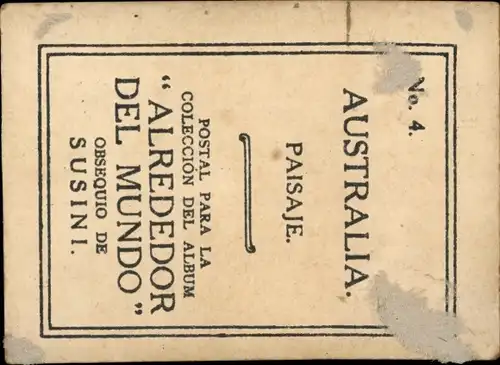 No. 4.
AUSTRALIA.
PAISAJE.
POSTAL PARA LA
COLECCIÓN DEL ALBUM
“ALREDEDOR
DEL MUNDO”
OBSEQUIO DE
SUSINI.